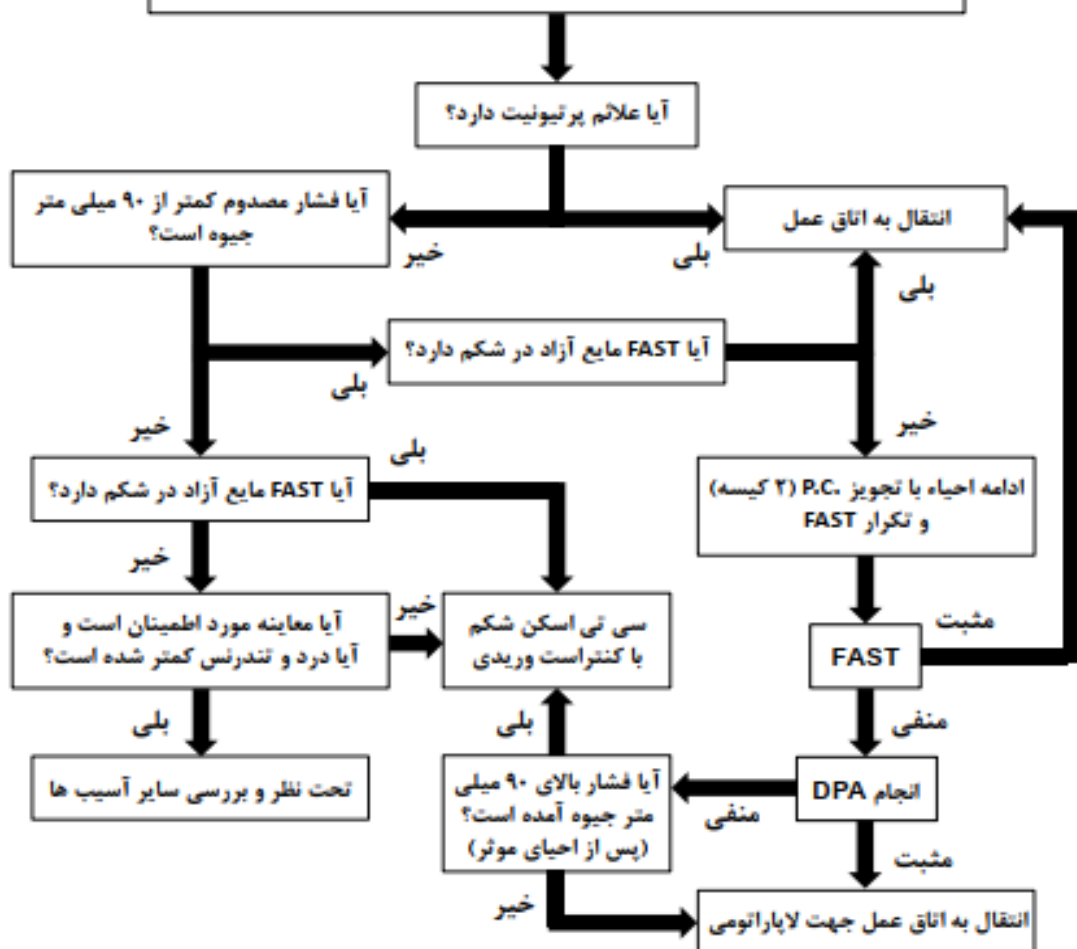 آیا علائم پرتیونیت دارد؟
آیا فشار مصدوم کمتر از ۹۰ میلی متر
جیوه است؟
انتقال به اتاق عمل
خیر
بلی
بلی
آیا FAST مایع آزاد در شکم دارد؟
بلی
خیر
خیر
بلی
آیا FAST مایع آزاد در شکم دارد؟
ادامه احیاء با تجویز P.C. (۲ کیسه)
و تکرار FAST
خیر
آیا معاینه مورد اطمینان است و
آیا درد و تندرنس کمتر شده است؟
خیر
سی تی اسکن شکم
با کنتراست وریدی
مثبت
FAST
بلی
بلی
منفی
تحت نظر و بررسی سایر آسیب ها
آیا فشار بالای ۹۰ میلی
متر جیوه آمده است؟
(پس از احیای موثر)
منفی
انجام DPA
مثبت
خیر
انتقال به اتاق عمل جهت لاپاراتومی